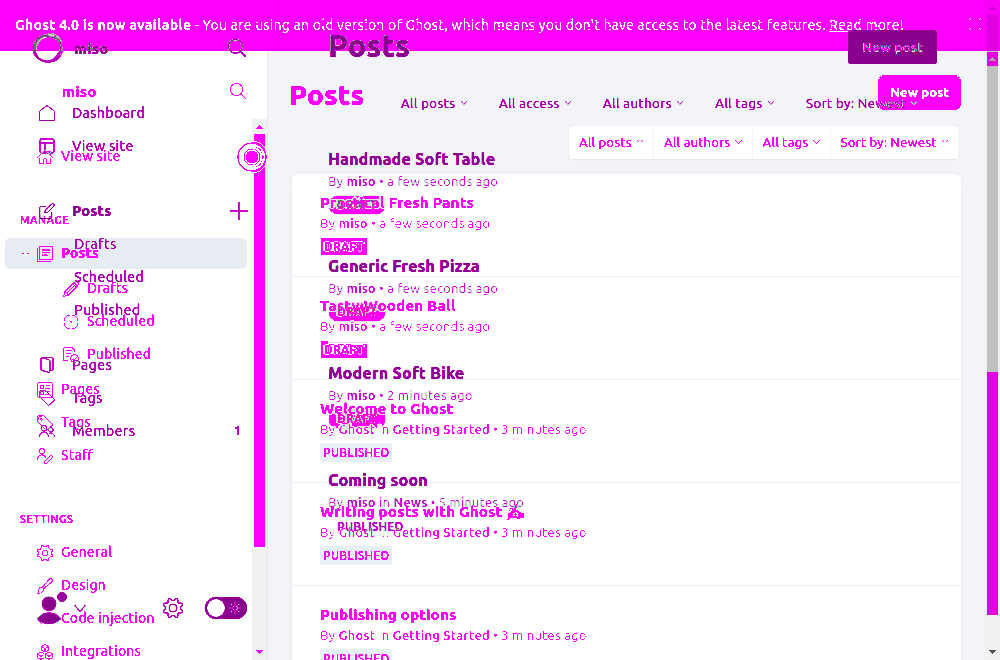 Ghost 4.0 is now available - You are using an old version of Ghost, which means you don't have access to the latest features. Read more!
miso
Posts
New post
miso
Posts
New post
Dashboard
All posts
All access
All authors
All tags
Sort by: Newest
View site
View site
All posts
All authors
All tags
Sort by: Newest
Handmade Soft Table
By miso • a few seconds ago
Posts
MANAGE
Practical Fresh Pants
By miso • a few seconds ago
Drafts
Posts
DRAFT
Generic Fresh Pizza
By miso • a few seconds ago
Scheduled
Drafts
Tasty Wooden Ball
DRAFT
By miso • a few seconds ago
Published
Scheduled
DRAFT
Published
Pages
Modern Soft Bike
By miso • 2 minutes ago
Pages
Tags
Welcome to Ghost
DRAFT
By Ghost in Getting Started • 3 minutes ago
Tags
Members 1
PUBLISHED
Staff
Coming soon
By miso in News • 5 minutes ago
Writing posts with Ghost ✍️
PUBLISHED
By Ghost in Getting Started • 3 minutes ago
PUBLISHED
SETTINGS
General
Design
Code injection
Integrations
Publishing options
By Ghost in Getting Started • 3 minutes ago
PUBLISHED